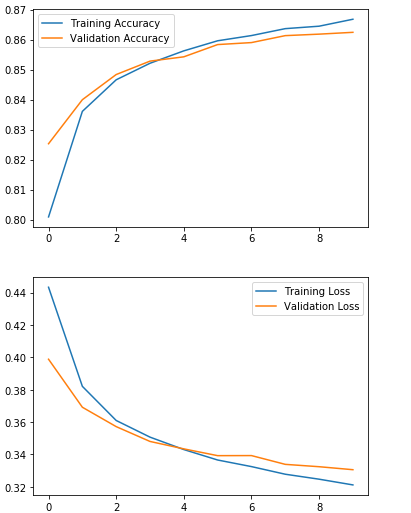 0.87
0.86
0.85
0.84
0.83
0.82
0.81
0.80
Training Accuracy
Validation Accuracy
0 2 4 6 8
0.44
0.42
0.40
0.38
0.36
0.34
0.32
Training Loss
Validation Loss
0 2 4 6 8